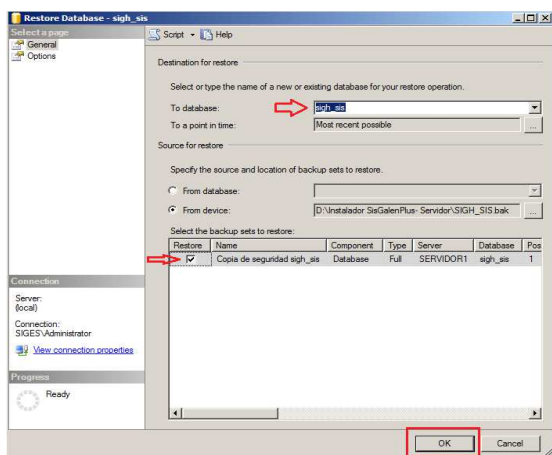 Restore Database - sigh_sis
Select a page
General
Options
Script Help
Destination for restore
Select or type the name of a new or existing database for your restore operation.
To database: sigh_sis
To a point in time: Most recent possible ...
Source for restore
Specify the source and location of backup sets to restore.
From database:
From device: D:\Instalador SisGalenPlus- Servidor\SIGH_SIS.bak ...
Select the backup sets to restore:
Restore Name Component Type Server Database Pos
Copia de seguridad sigh_sis Database Full SERVIDOR1 sigh_sis 1
Connection
Server:
(local)
Connection:
SIGES\Administrator
View connection properties
Progress
Ready
OK Cancel